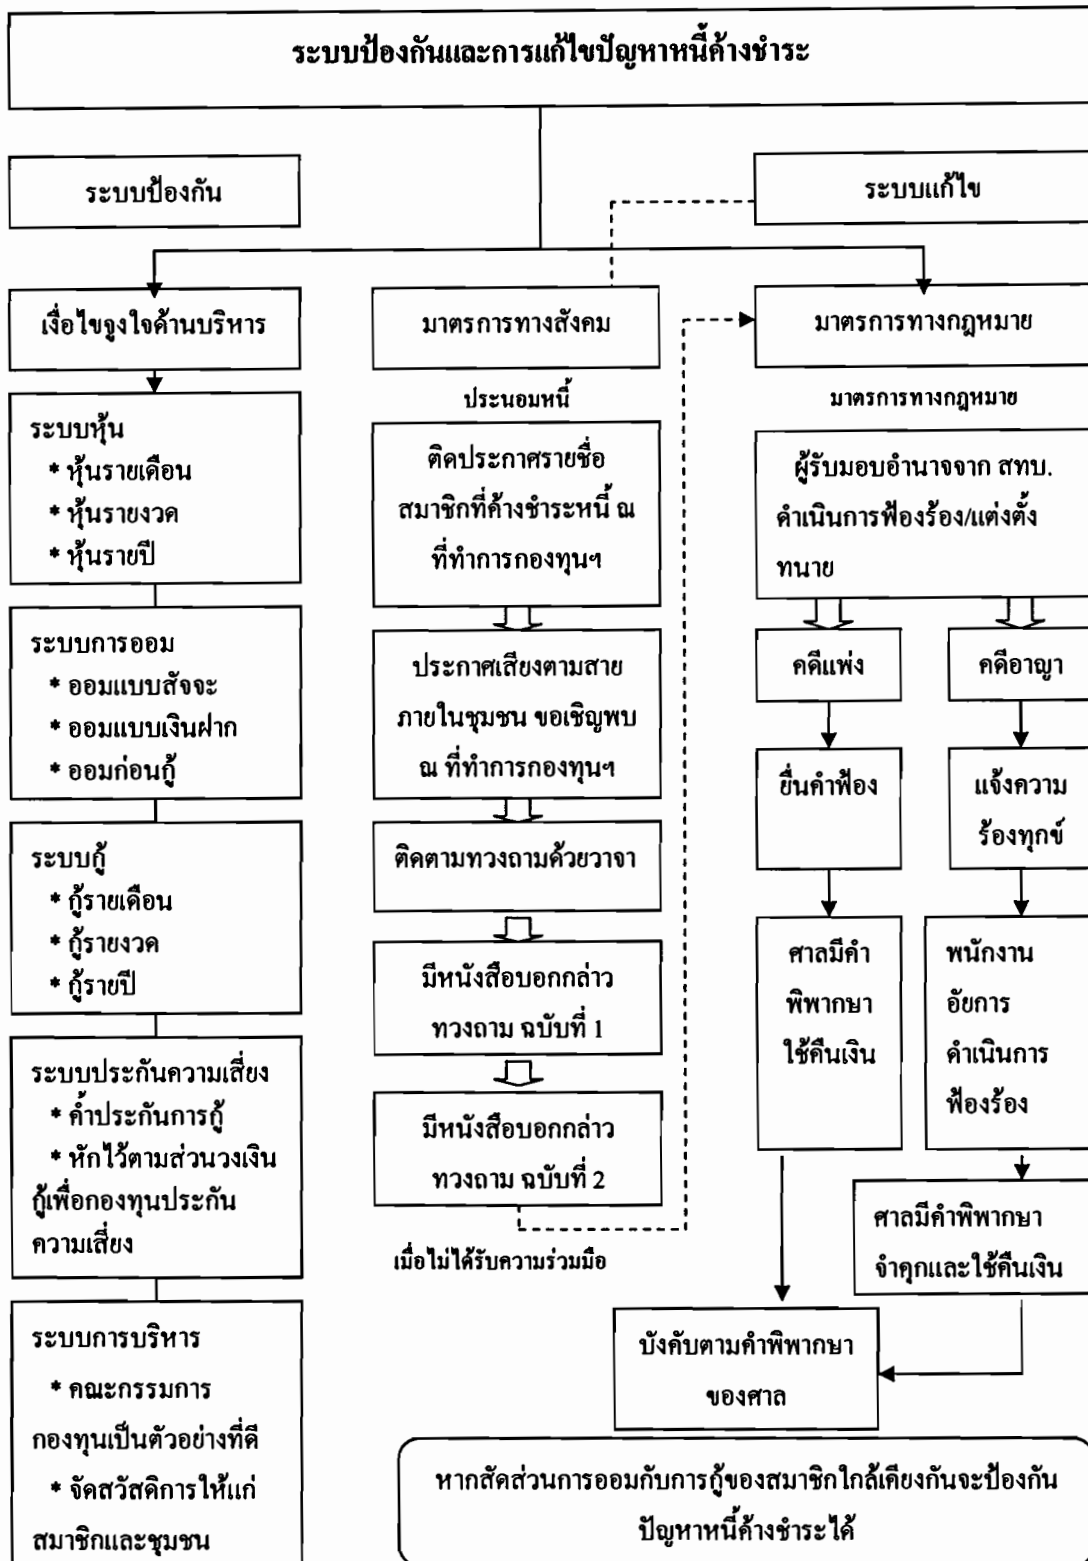 ระบบป้องกันและการแก้ไขปัญหาหนี้ค้างชำระ
ระบบป้องกัน
ระบบแก้ไข
เงื่อไขจูงใจด้านบริหาร
ระบบหุ้น
* หุ้นรายเดือน
* หุ้นรายงวด
* หุ้นรายปี
ระบบการออม
* ออมแบบสัจจะ
* ออมแบบเงินฝาก
* ออมก่อนกู้
ระบบกู้
* กู้รายเดือน
* กู้รายงวด
* กู้รายปี
ระบบประกันความเสี่ยง
* ค้ำประกันการกู้
* หักไว้ตามส่วนวงเงิน
กู้เพื่อกองทุนประกัน
ความเสี่ยง
ระบบการบริหาร
* คณะกรรมการ
กองทุนเป็นตัวอย่างที่ดี
* จัดสวัสดิการให้แก่
สมาชิกและชุมชน
มาตรการทางสังคม
ประนอมหนี้
ติดประกาศรายชื่อ
สมาชิกที่ค้างชำระหนี้ ณ
ที่ทำการกองทุนฯ
ประกาศเสียงตามสาย
ภายในชุมชน ขอเชิญพบ
ณ ที่ทำการกองทุนฯ
ติดตามทวงถามด้วยวาจา
มีหนังสือบอกกล่าว
ทวงถาม ฉบับที่ 1
มีหนังสือบอกกล่าว
ทวงถาม ฉบับที่ 2
เมื่อไม่ได้รับความร่วมมือ
มาตรการทางกฎหมาย
มาตรการทางกฎหมาย
ผู้รับมอบอำนาจจาก สทบ.
ดำเนินการฟ้องร้อง/แต่งตั้ง
ทนาย
คดีแพ่ง
ยื่นคำฟ้อง
ศาลมีคำ
พิพากษา
ใช้คืนเงิน
คดีอาญา
แจ้งความ
ร้องทุกข์
พนักงาน
อัยการ
ดำเนินการ
ฟ้องร้อง
ศาลมีคำพิพากษา
จำคุกและใช้คืนเงิน
บังคับตามคำพิพากษา
ของศาล
หากสัดส่วนการออมกับการกู้ของสมาชิกใกล้เคียงกันจะป้องกัน
ปัญหาหนี้ค้างชำระได้